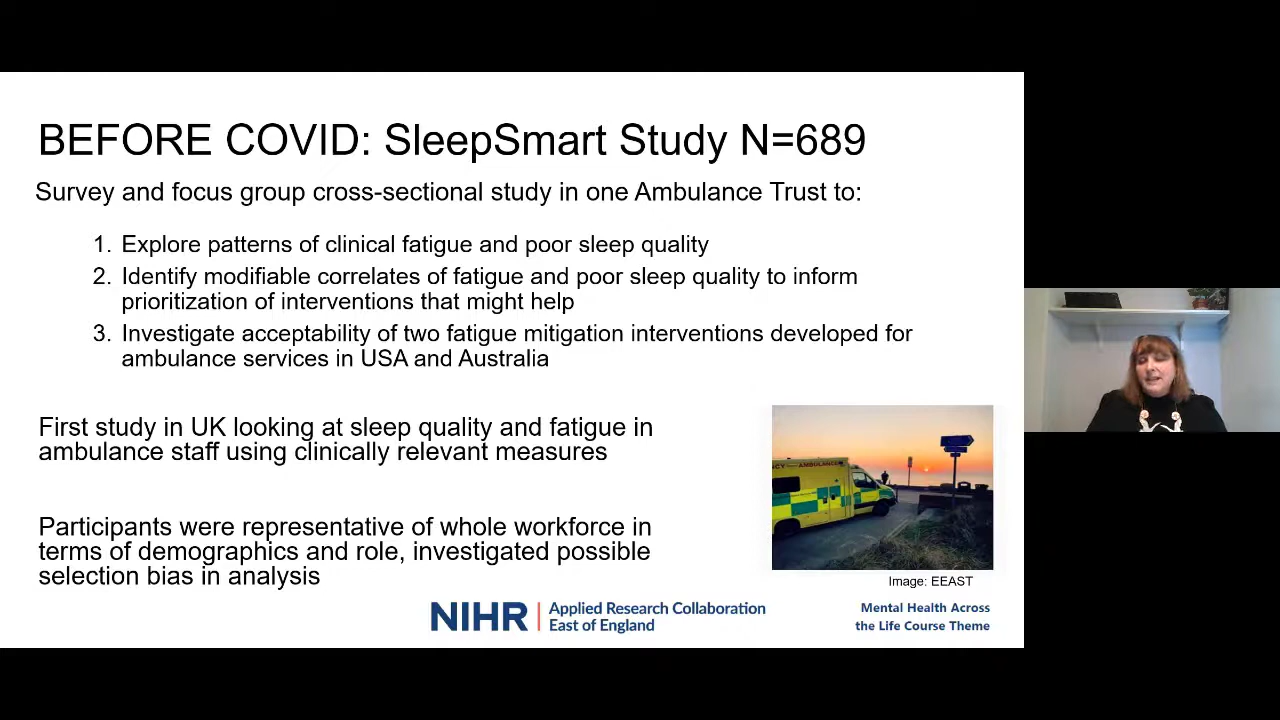 BEFORE COVID: SleepSmart Study N=689
Survey and focus group cross-sectional study in one Ambulance Trust to:
1. Explore patterns of clinical fatigue and poor sleep quality
2. Identify modifiable correlates of fatigue and poor sleep quality to inform
prioritization of interventions that might help
3. Investigate acceptability of two fatigue mitigation interventions developed for
ambulance services in USA and Australia
First study in UK looking at sleep quality and fatigue in
ambulance staff using clinically relevant measures
Participants were representative of whole workforce in
terms of demographics and role, investigated possible
selection bias in analysis
AMBULANCE
Image: EEAST
NIHR | Applied Research Collaboration
East of England
Mental Health Across
the Life Course Theme